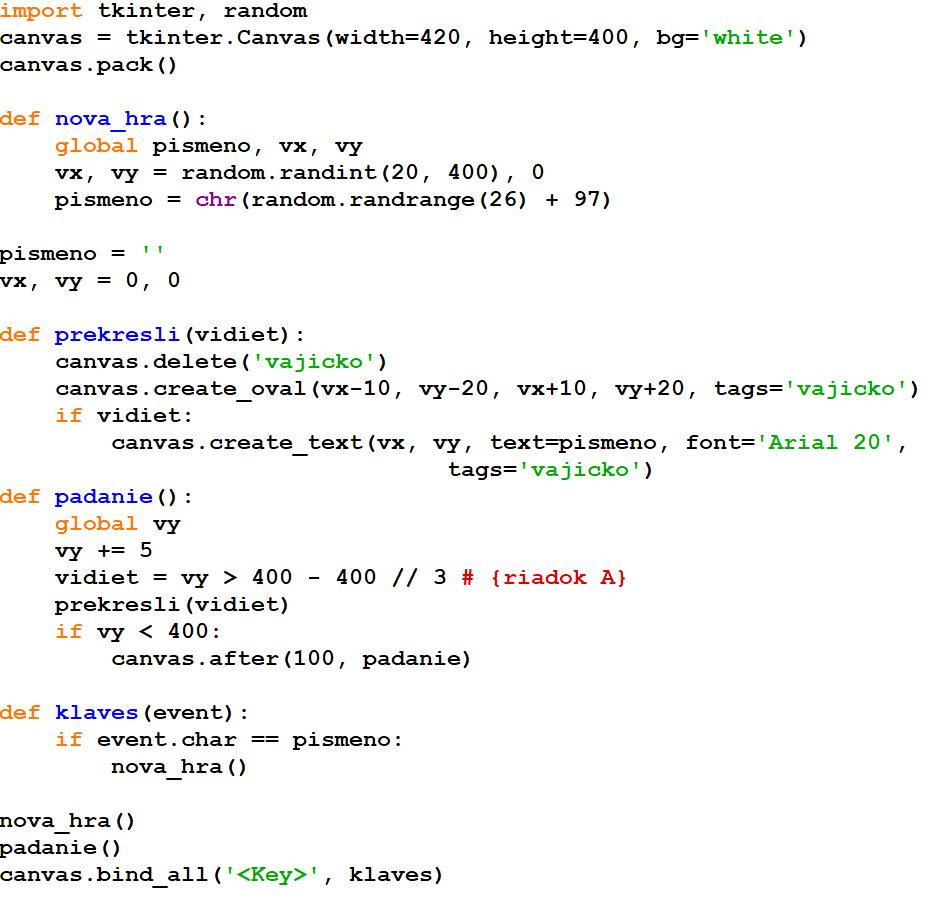 import tkinter, random
canvas = tkinter.Canvas(width=420, height=400, bg='white')
canvas.pack()

def nova_hra():
    global pismeno, vx, vy
    vx, vy = random.randint(20, 400), 0
    pismeno = chr(random.randrange(26) + 97)

pismeno = ''
vx, vy = 0, 0

def prekresli(vidiet):
    canvas.delete('vajicko')
    canvas.create_oval(vx-10, vy-20, vx+10, vy+20, tags='vajicko')
    if vidiet:
        canvas.create_text(vx, vy, text=pismeno, font='Arial 20',
                                tags='vajicko')
def padanie():
    global vy
    vy += 5
    vidiet = vy > 400 - 400 // 3 # {riadok A}
    prekresli(vidiet)
    if vy < 400:
        canvas.after(100, padanie)

def klaves(event):
    if event.char == pismeno:
        nova_hra()

nova_hra()
padanie()
canvas.bind_all('<Key>', klaves)